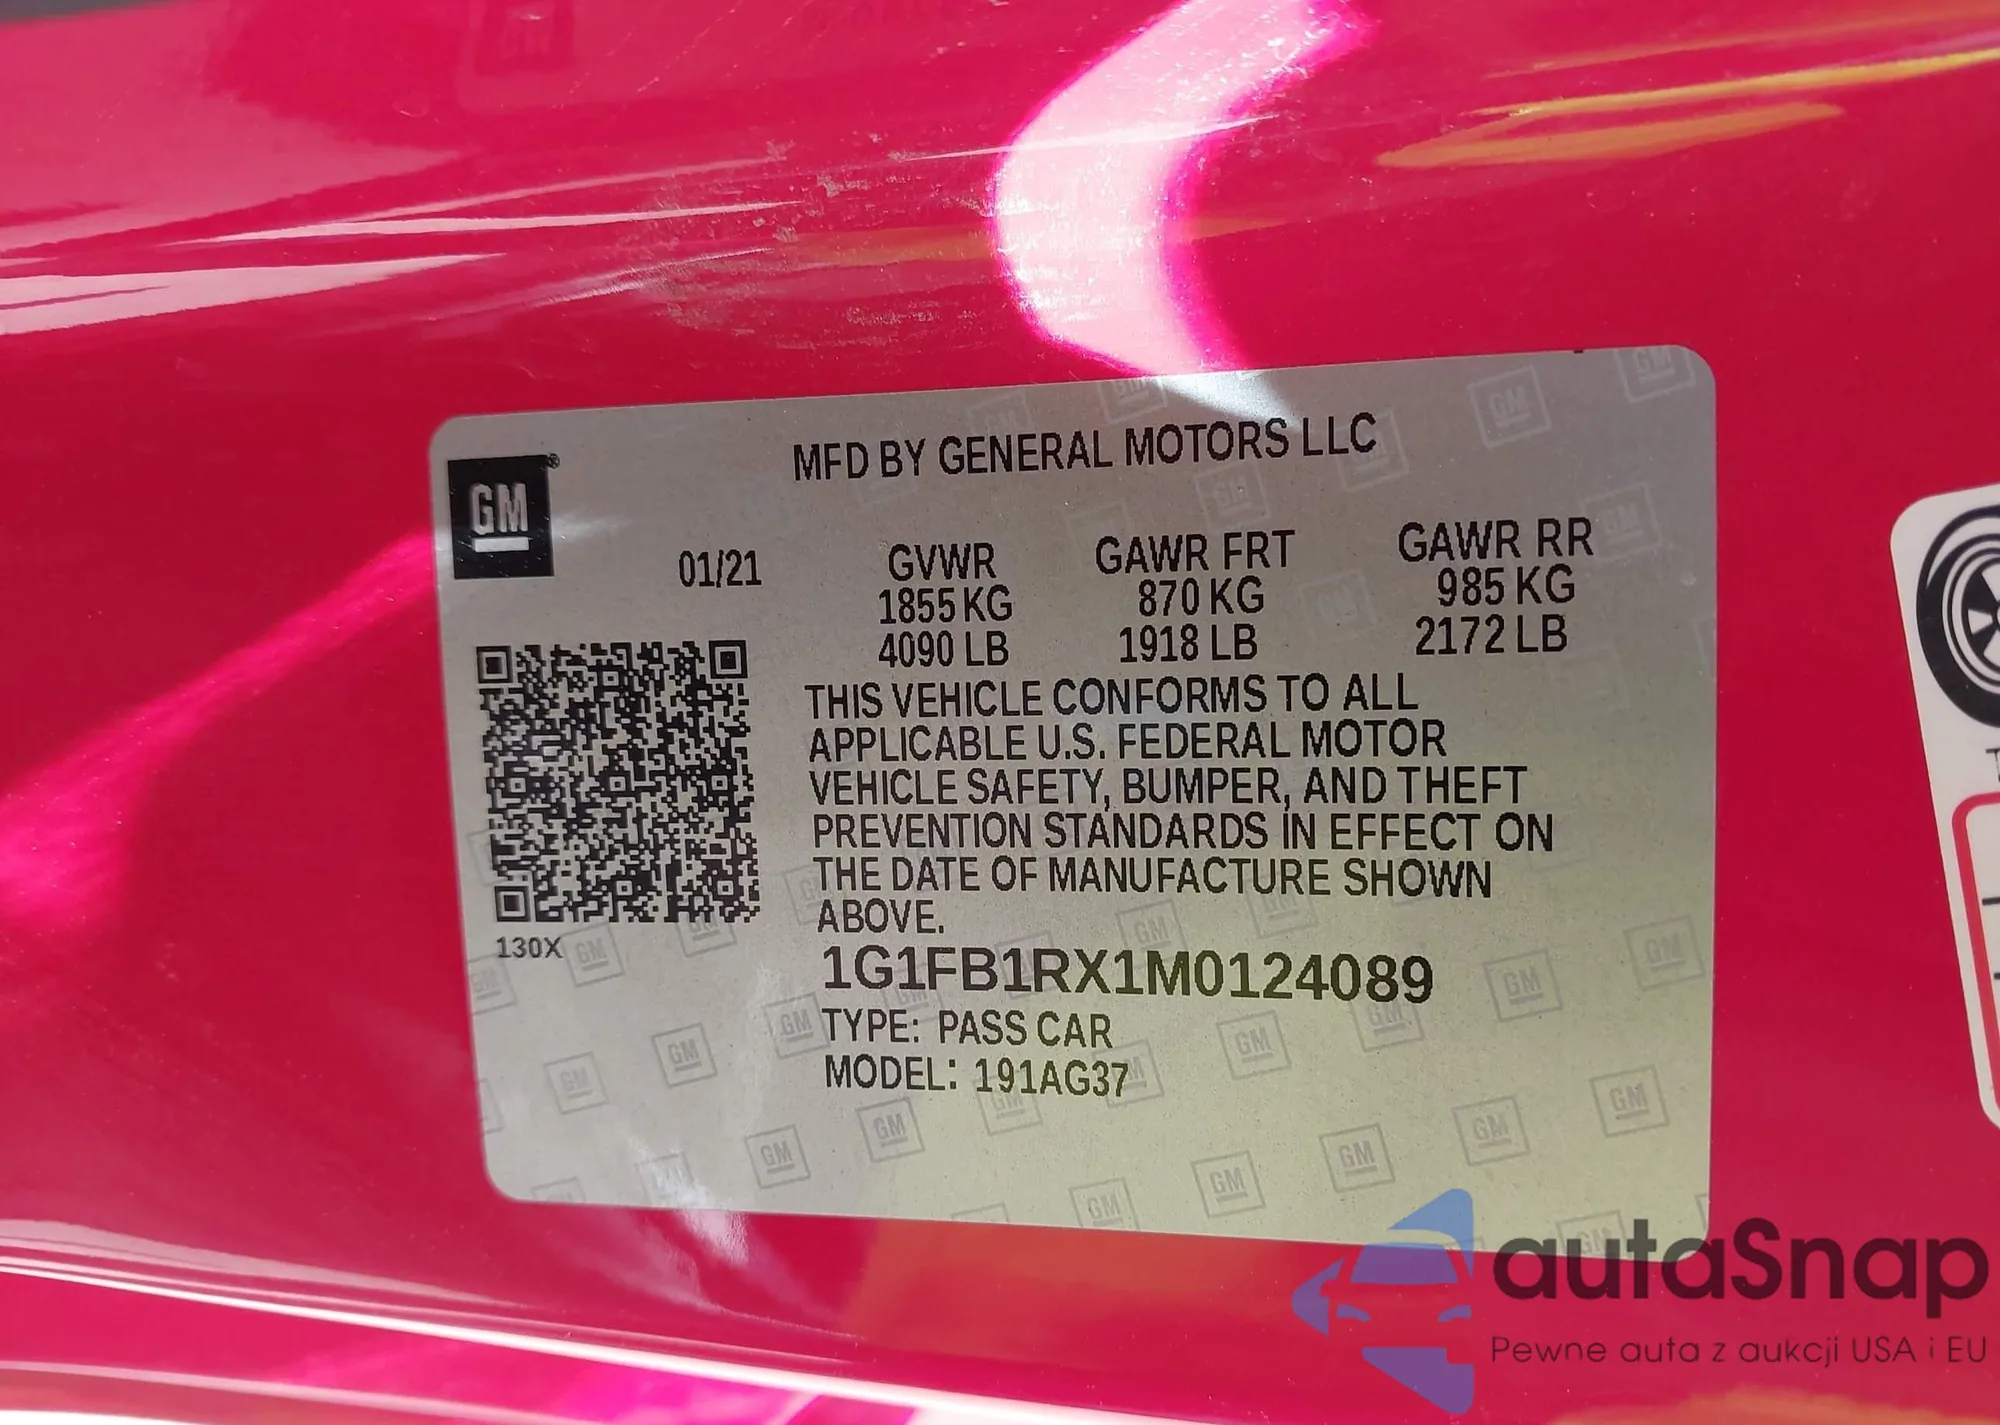 MFD BY GENERAL MOTORS LLC
GM
01/21
GVWR
1855 KG
4090 LB
GAWR FRT
870 KG
1918 LB
GAWR RR
985 KG
2172 LB
THIS VEHICLE CONFORMS TO ALL
APPLICABLE U.S. FEDERAL MOTOR
VEHICLE SAFETY, BUMPER, AND THEFT
PREVENTION STANDARDS IN EFFECT ON
THE DATE OF MANUFACTURE SHOWN
ABOVE.
130X
1G1FB1RX1M0124089
TYPE: PASS CAR
MODEL: 191AG37
autaSnap
Pewne auta z aukcji USA i EU